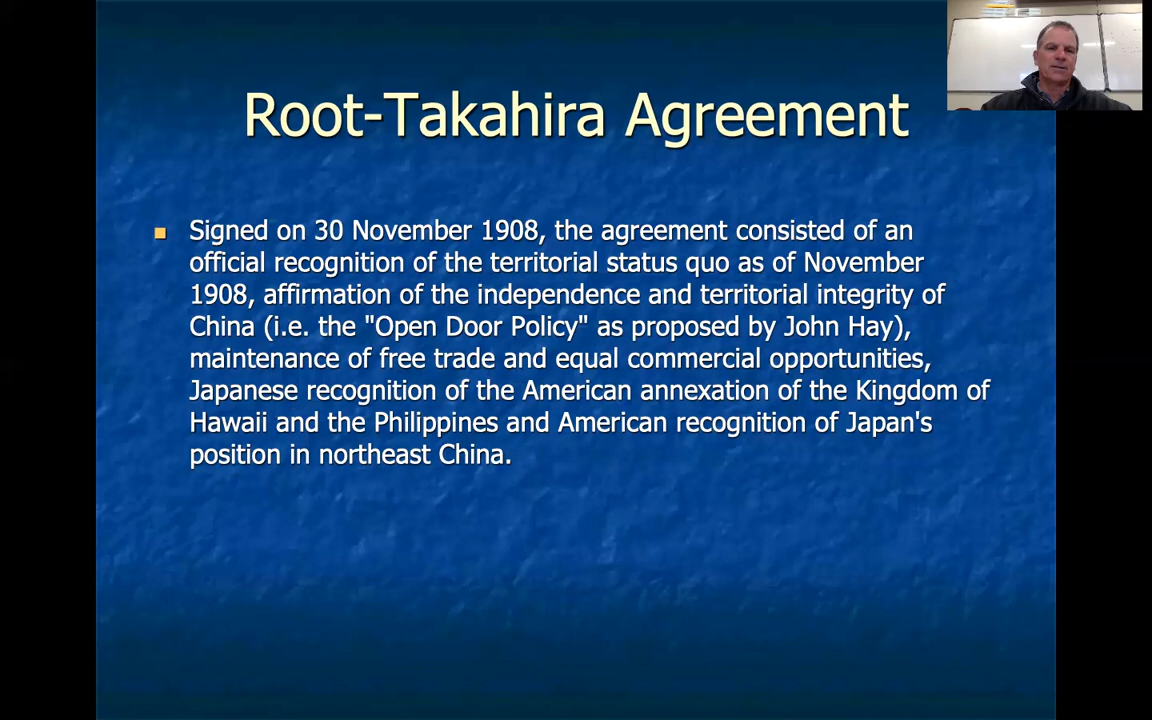 Root-Takahira Agreement
Signed on 30 November 1908, the agreement consisted of an
official recognition of the territorial status quo as of November
1908, affirmation of the independence and territorial integrity of
China (i.e. the "Open Door Policy" as proposed by John Hay),
maintenance of free trade and equal commercial opportunities,
Japanese recognition of the American annexation of the Kingdom of
Hawaii and the Philippines and American recognition of Japan's
position in northeast China.